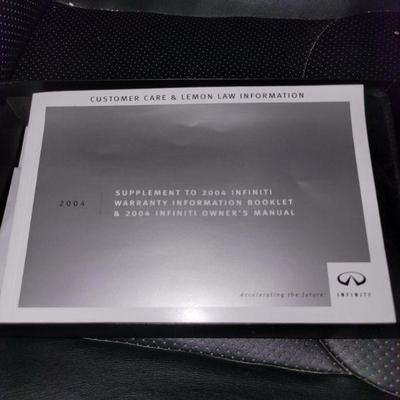 CUSTOMER CARE & LEMON LAW INFORMATION
2004
SUPPLEMENT TO 2004 INFINITI
WARRANTY INFORMATION BOOKLET
& 2004 INFINITI OWNER'S MANUAL
Accelerating the future
INFINITI